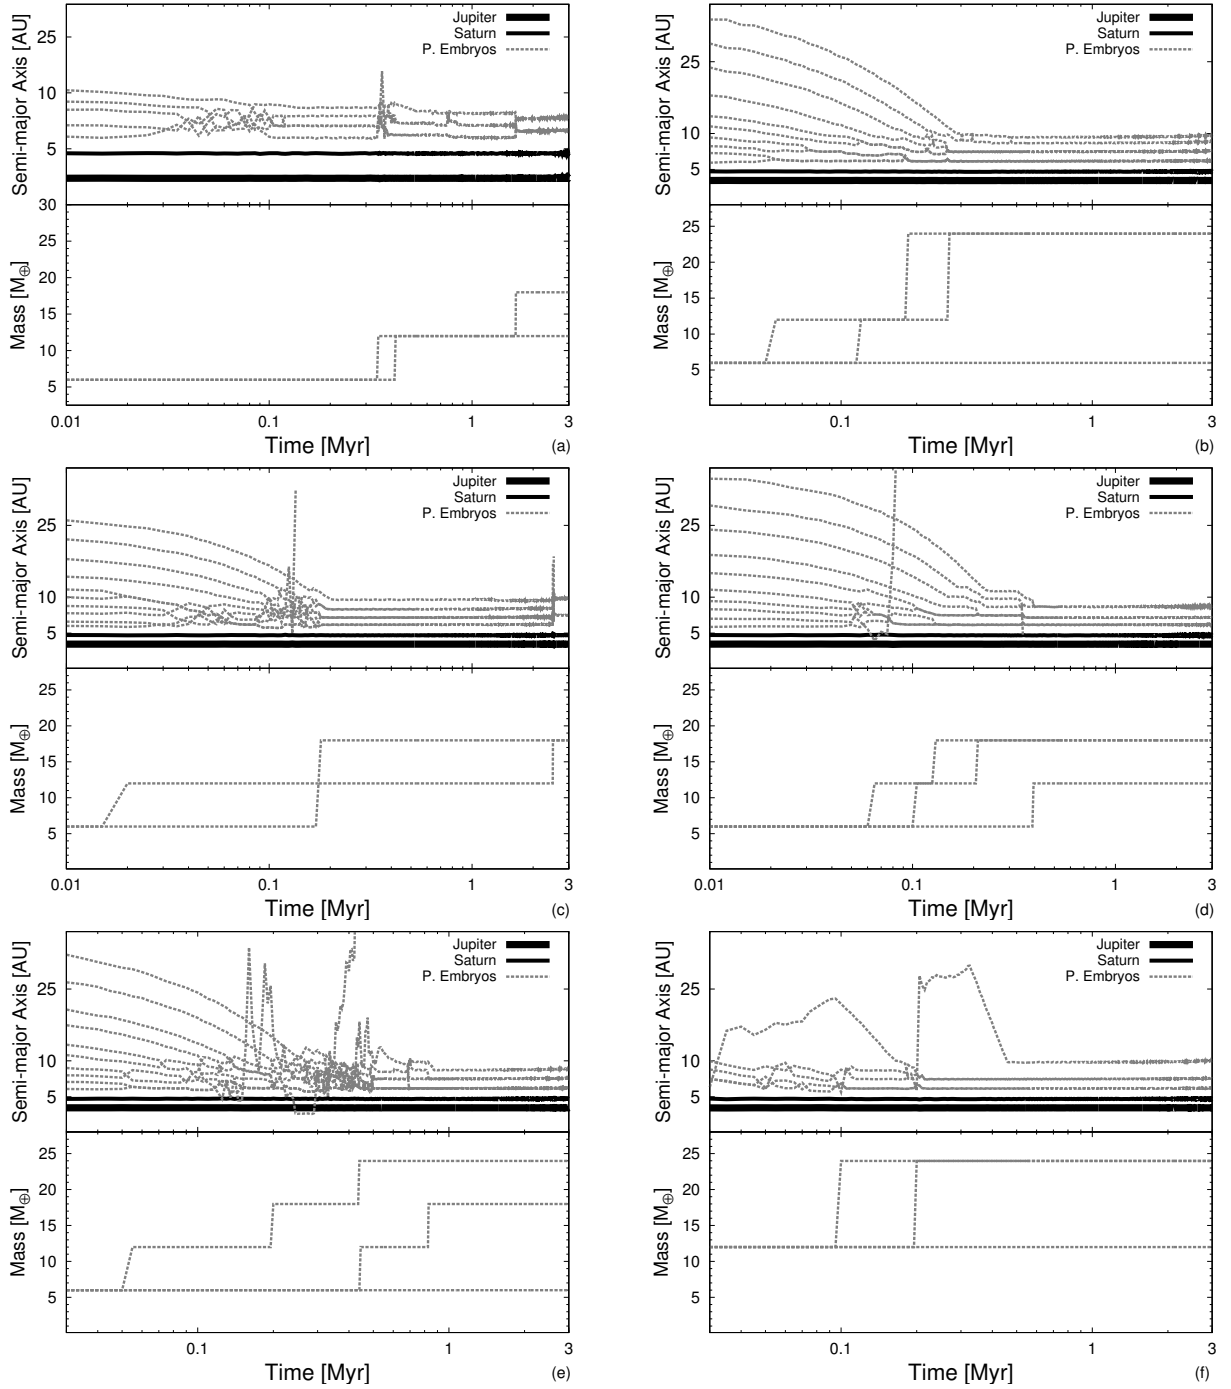 Semi-major Axis [AU]
25
10
5
Jupiter
Saturn
P. Embryos
Mass [M⊕]
30
25
20
15
10
5
0.01
0.1
1
3
Time [Myr]
(a)
Semi-major Axis [AU]
25
10
5
Jupiter
Saturn
P. Embryos
Mass [M⊕]
25
20
15
10
5
0.1
1
3
Time [Myr]
(b)
Semi-major Axis [AU]
25
10
5
Jupiter
Saturn
P. Embryos
Mass [M⊕]
25
20
15
10
5
0.01
0.1
1
3
Time [Myr]
(c)
Semi-major Axis [AU]
25
10
5
Jupiter
Saturn
P. Embryos
Mass [M⊕]
25
20
15
10
5
0.01
0.1
1
3
Time [Myr]
(d)
Semi-major Axis [AU]
25
10
5
Jupiter
Saturn
P. Embryos
Mass [M⊕]
25
20
15
10
5
0.1
1
3
Time [Myr]
(e)
Semi-major Axis [AU]
25
10
5
Jupiter
Saturn
P. Embryos
Mass [M⊕]
25
20
15
10
5
0.1
1
3
Time [Myr]
(f)